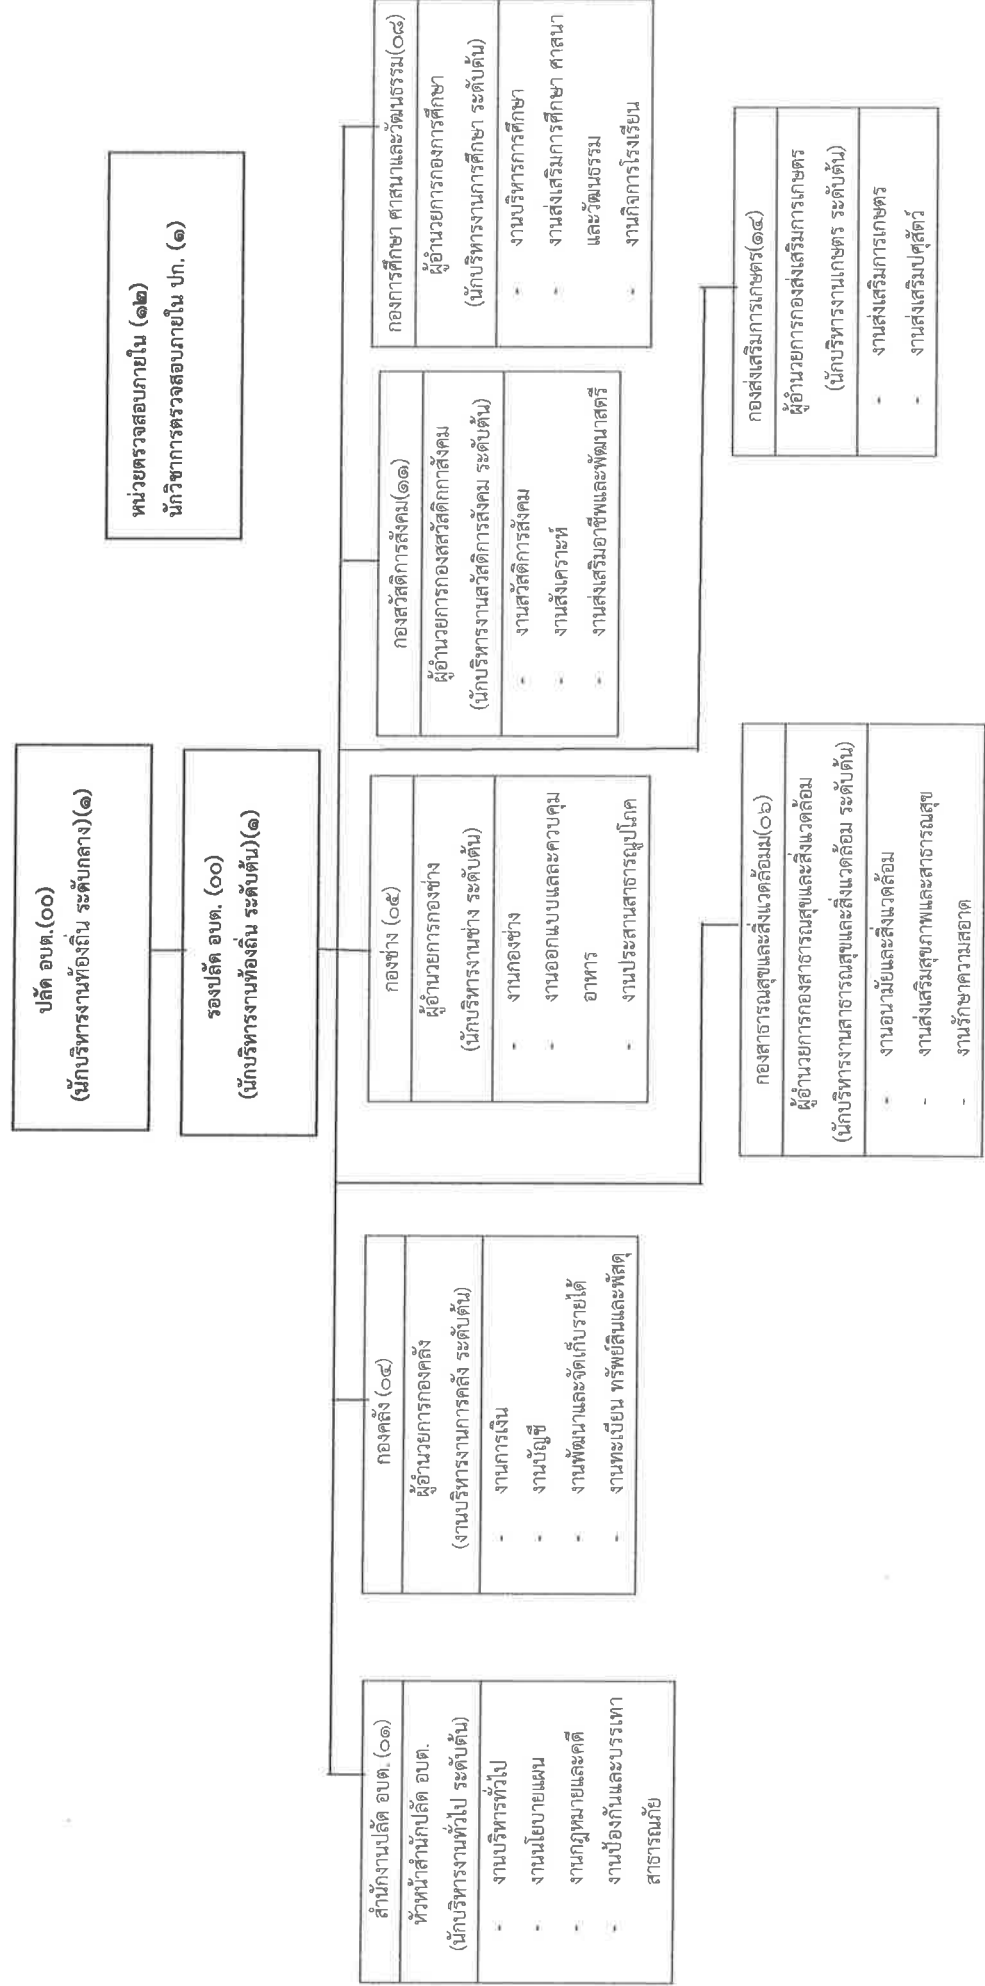 ปลัด อบต.(๐๐)
(นักบริหารงานท้องถิ่น ระดับกลาง)(๑)
รองปลัด อบต. (๐๐)
(นักบริหารงานท้องถิ่น ระดับต้น)(๑)
หน่วยตรวจสอบภายใน (๑๒)
นักวิชาการตรวจสอบภายใน ปก. (๑)
สำนักงานปลัด อบต. (๐๑)
หัวหน้าสำนักปลัด อบต.
(นักบริหารงานทั่วไป ระดับต้น)
- งานบริหารทั่วไป
- งานนโยบายแผน
- งานกฎหมายและคดี
- งานป้องกันและบรรเทา
สาธารณภัย
กองคลัง (๐๔)
ผู้อำนวยการกองคลัง
(งานบริหารงานการคลัง ระดับต้น)
- งานการเงิน
- งานบัญชี
- งานพัฒนาและจัดเก็บรายได้
- งานทะเบียน ทรัพย์สินและพัสดุ
กองช่าง (๐๕)
ผู้อำนวยการกองช่าง
(นักบริหารงานช่าง ระดับต้น)
- งานกองช่าง
- งานออกแบบและควบคุม
อาหาร
- งานประสานสาธารณูปโภค
กองสวัสดิการสังคม(๑๑)
ผู้อำนวยการกองสสวัสดิกกาสังคม
(นักบริหารงานสวัสดิการสังคม ระดับต้น)
- งานสวัสดิการสังคม
- งานสังเคราะห์
- งานส่งเสริมอาชีพและพัฒนาสตรี
กองการศึกษา ศาสนาและวัฒนธรรม(๐๘)
ผู้อำนวยการกองการศึกษา
(นักบริหารงานการศึกษา ระดับต้น)
- งานบริหารการศึกษา
- งานส่งเสริมการศึกษา ศาสนา
และวัฒนธรรม
- งานกิจการโรงเรียน
กองสาธารณสุขและสิ่งแวดล้อมม(๐๖)
ผู้อำนวยการกองสาธารณสุขและสิ่งแวดล้อม
(นักบริหารงานสาธารณสุขและสิ่งแวดล้อม ระดับต้น)
- งานอนามัยและสิ่งแวดล้อม
- งานส่งเสริมสุขภาพและสาธารณสุข
- งานรักษาความสอาด
กองส่งเสริมการเกษตร(๑๔)
ผู้อำนวยการกองส่งเสริมการเกษตร
(นักบริหารงานเกษตร ระดับต้น)
- งานส่งเสริมการเกษตร
- งานส่งเสริมปศุสัตว์